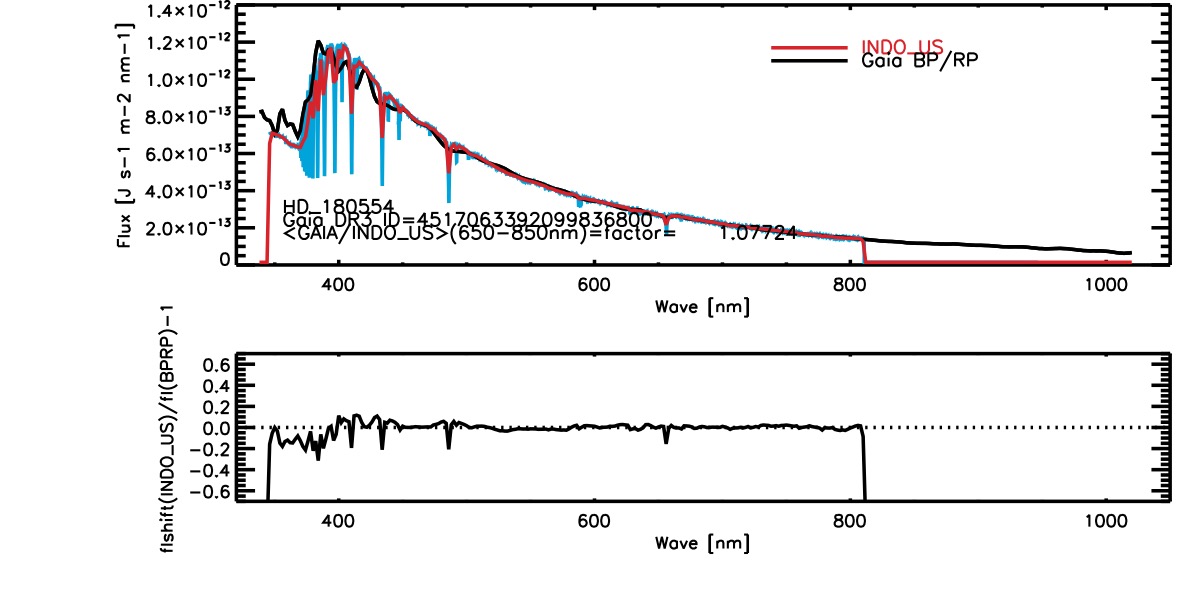 1.4×10−12
1.2×10−12
1.0×10−12
8.0×10−13
6.0×10−13
4.0×10−13
2.0×10−13
0
Flux [J s−1 m−2 nm−1]
INDO_US
Gaia BP/RP
HD_180554
Gaia DR3 ID=4517063392099836800
<GAIA/INDO_US>(650−850nm)=factor= 1.07724
400 600 800 1000
Wave [nm]
0.6
0.4
0.2
0.0
−0.2
−0.4
−0.6
flshift(INDO_US)/fl(BPRP)−1
400 600 800 1000
Wave [nm]